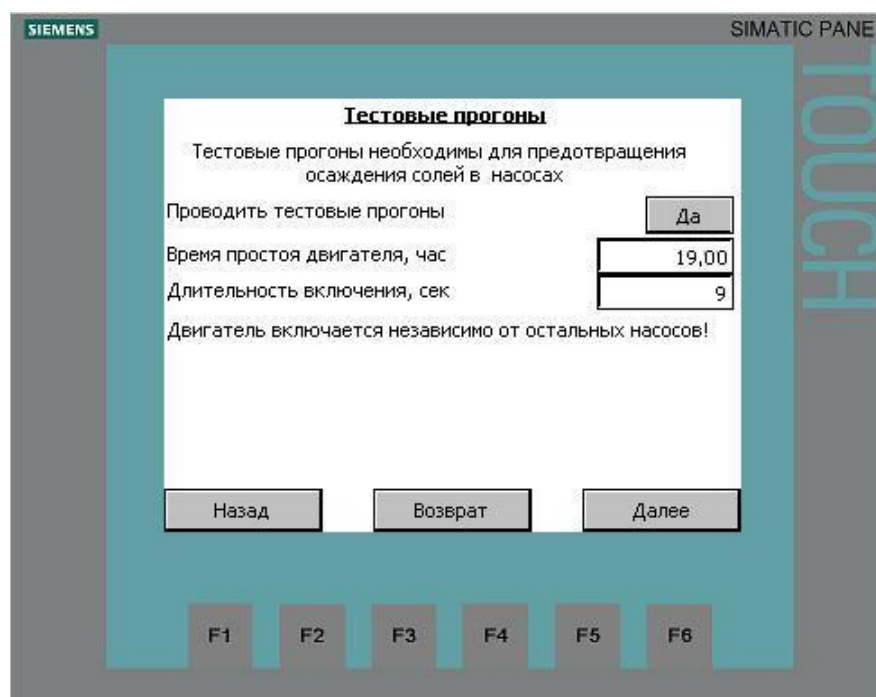 SIEMENS
SIMATIC PANE
TOUCH
Тестовые прогоны
Тестовые прогоны необходимы для предотвращения
осаждения солей в насосах
Проводить тестовые прогоны
Да
Время простоя двигателя, час
19,00
Длительность включения, сек
9
Двигатель включается независимо от остальных насосов!
Назад
Возврат
Далее
F1
F2
F3
F4
F5
F6